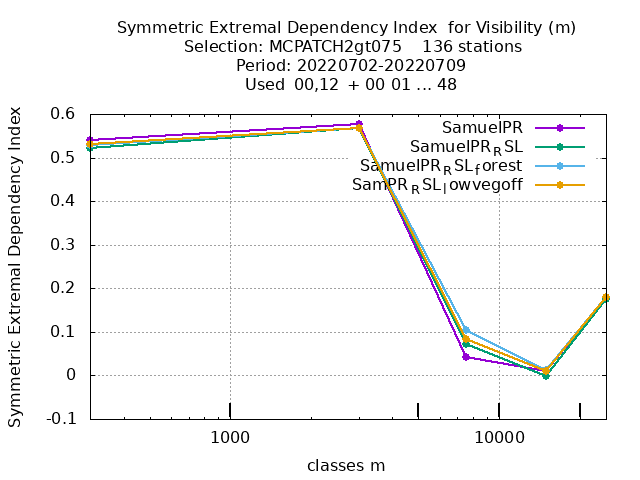 Symmetric Extremal Dependency Index  for Visibility (m)
Selection: MCPATCH2gt075    136 stations
Period: 20220702-20220709
Used  00,12  + 00 01 ... 48
Symmetric Extremal Dependency Index
0.6
0.5
0.4
0.3
0.2
0.1
0
-0.1
SamuelPR
SamuelPR_RSL
SamuelPR_RSL_forest
SamPR_RSL_lowvegoff
1000
10000
classes m